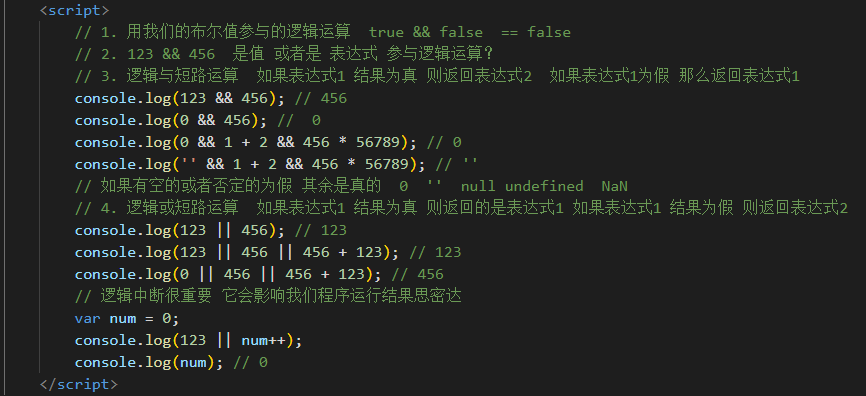 <script>
// 1. 用我们的布尔值参与的逻辑运算  true && false  == false
// 2. 123 && 456  是值 或者是 表达式 参与逻辑运算？
// 3. 逻辑与短路运算  如果表达式1 结果为真 则返回表达式2  如果表达式1为假 那么返回表达式1
console.log(123 && 456); // 456
console.log(0 && 456); //  0
console.log(0 && 1 + 2 && 456 * 56789); // 0
console.log('' && 1 + 2 && 456 * 56789); // ''
// 如果有空的或者否定的为假 其余是真的  0  ''  null undefined  NaN
// 4. 逻辑或短路运算  如果表达式1 结果为真 则返回的是表达式1 如果表达式1 结果为假 则返回表达式2
console.log(123 || 456); // 123
console.log(123 || 456 || 456 + 123); // 123
console.log(0 || 456 || 456 + 123); // 456
// 逻辑中断很重要 它会影响我们程序运行结果思密达
var num = 0;
console.log(123 || num++);
console.log(num); // 0
</script>